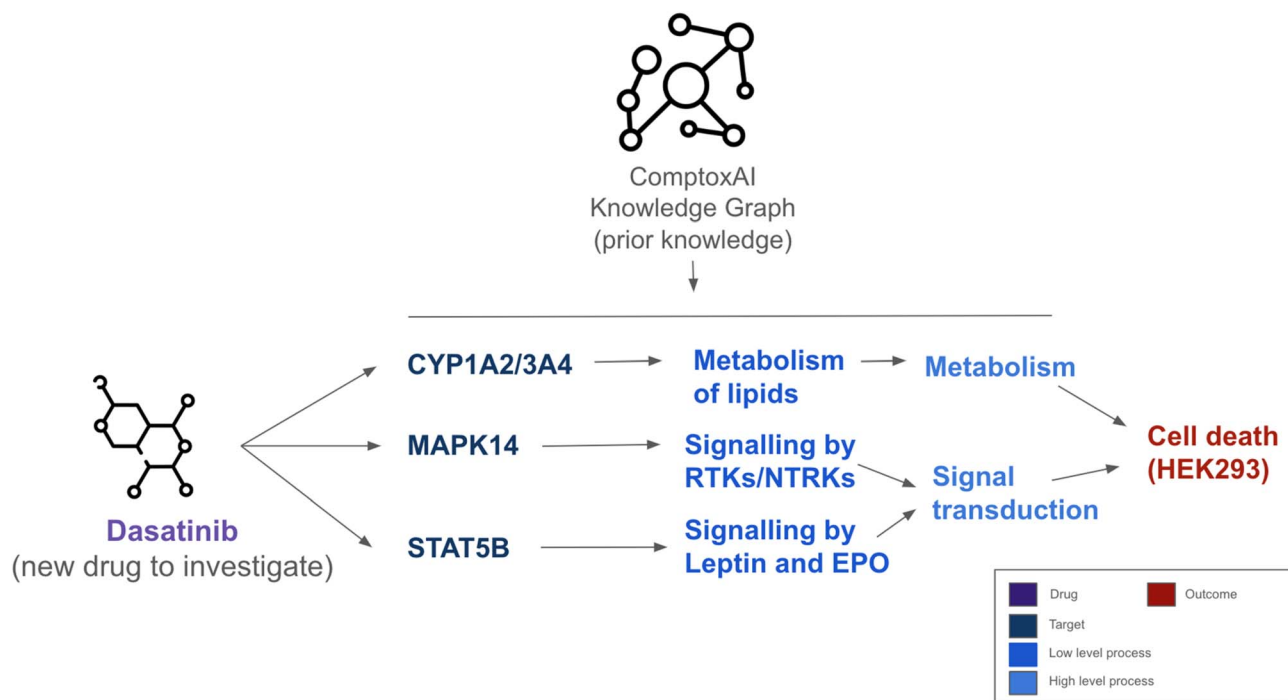 ComptoxAI
Knowledge Graph
(prior knowledge)
CYP1A2/3A4
Metabolism
of lipids
Metabolism
MAPK14
Signalling by
RTKs/NTRKs
Signal
transduction
Cell death
(HEK293)
STAT5B
Signalling by
Leptin and EPO
Dasatinib
(new drug to investigate)
Drug
Outcome
Target
Low level process
High level process